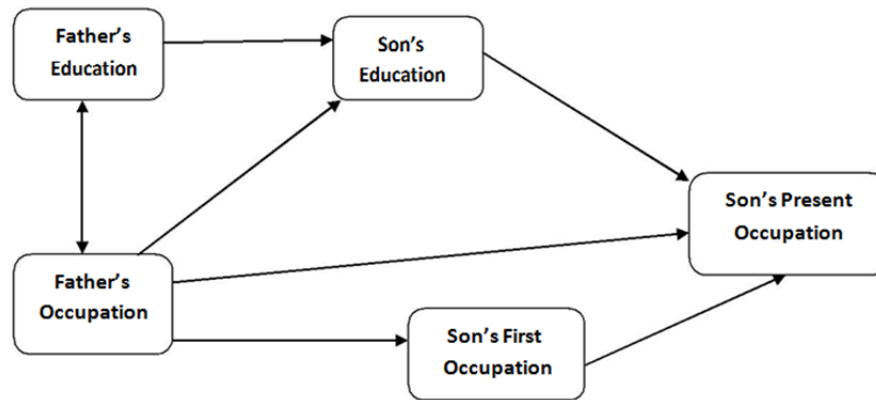 Father’s
Education
Son’s
Education
Son’s Present
Occupation
Father’s
Occupation
Son’s First
Occupation